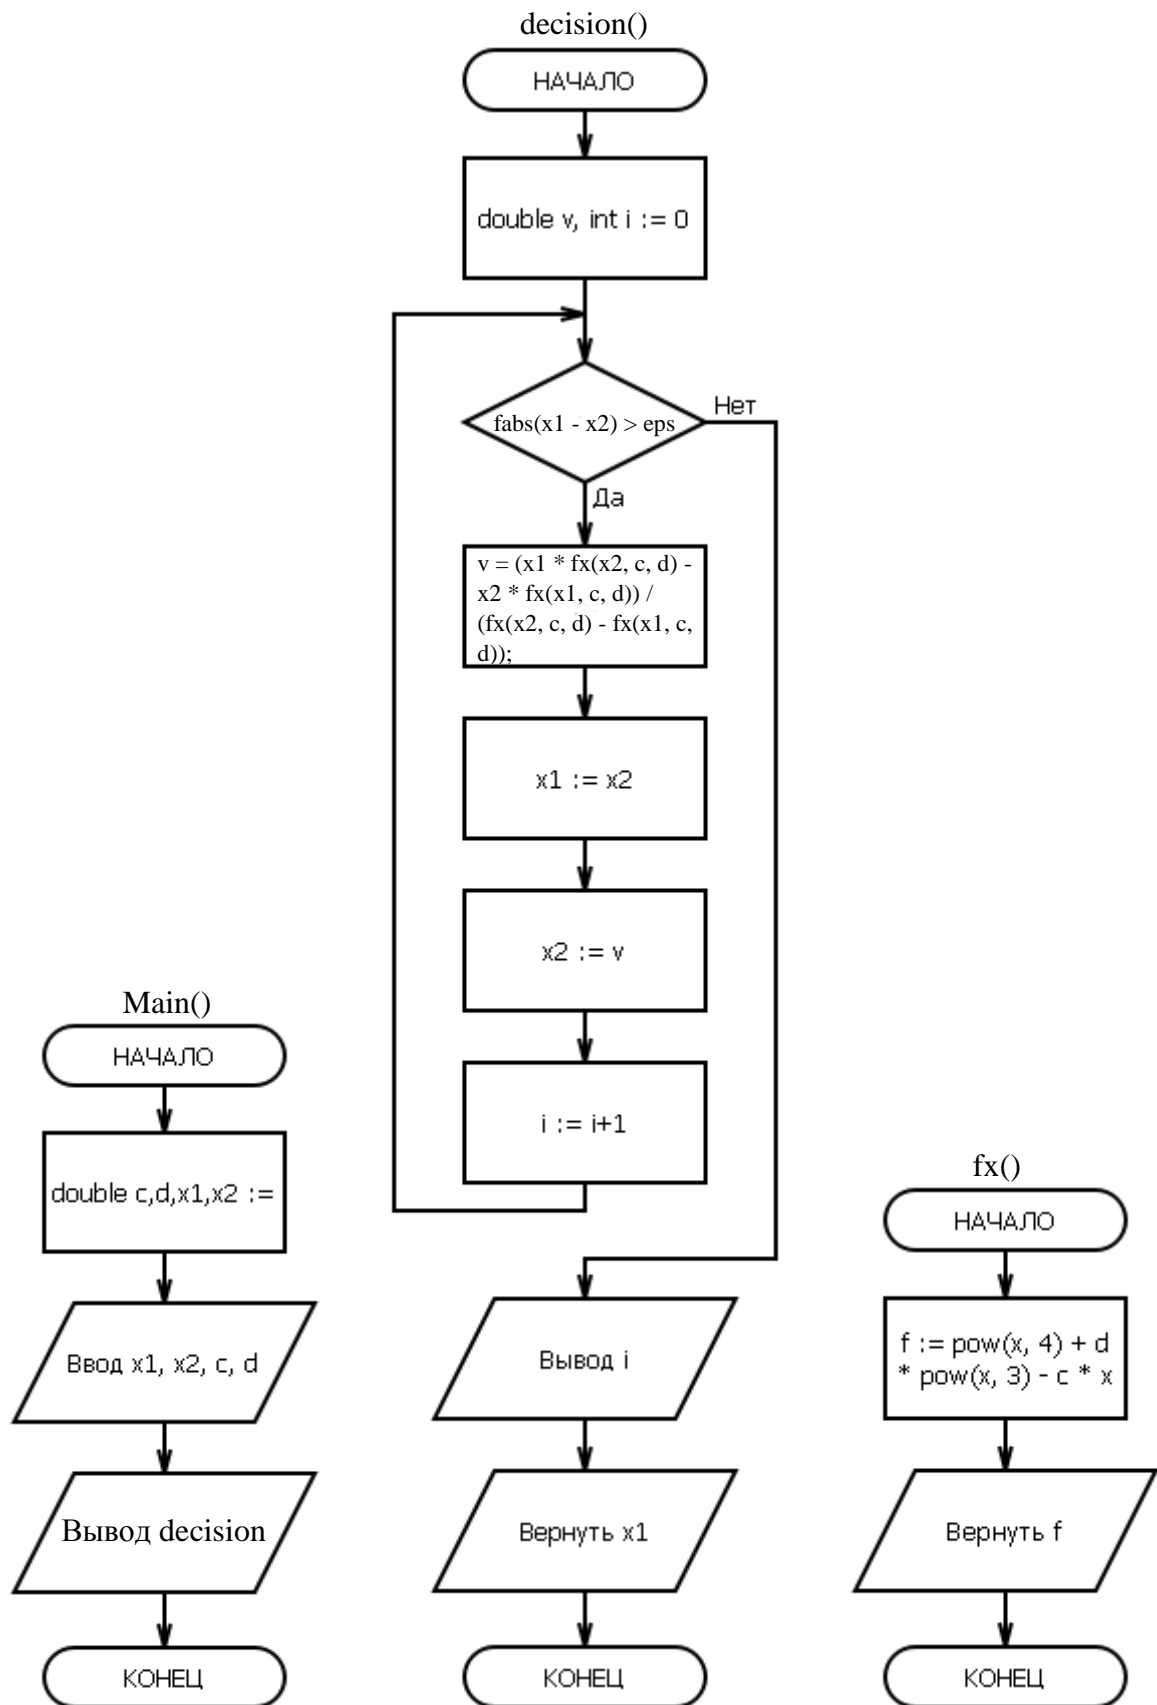 decision()
НАЧАЛО
double v, int i := 0
fabs(x1 - x2) > eps
Нет
Да
v = (x1 * fx(x2, c, d) -
x2 * fx(x1, c, d)) /
(fx(x2, c, d) - fx(x1, c,
d));
x1 := x2
x2 := v
i := i+1
Вывод i
Вернуть x1
КОНЕЦ
Main()
НАЧАЛО
double c,d,x1,x2 :=
Ввод x1, x2, c, d
Вывод decision
КОНЕЦ
fx()
НАЧАЛО
f := pow(x, 4) + d
* pow(x, 3) - c * x
Вернуть f
КОНЕЦ